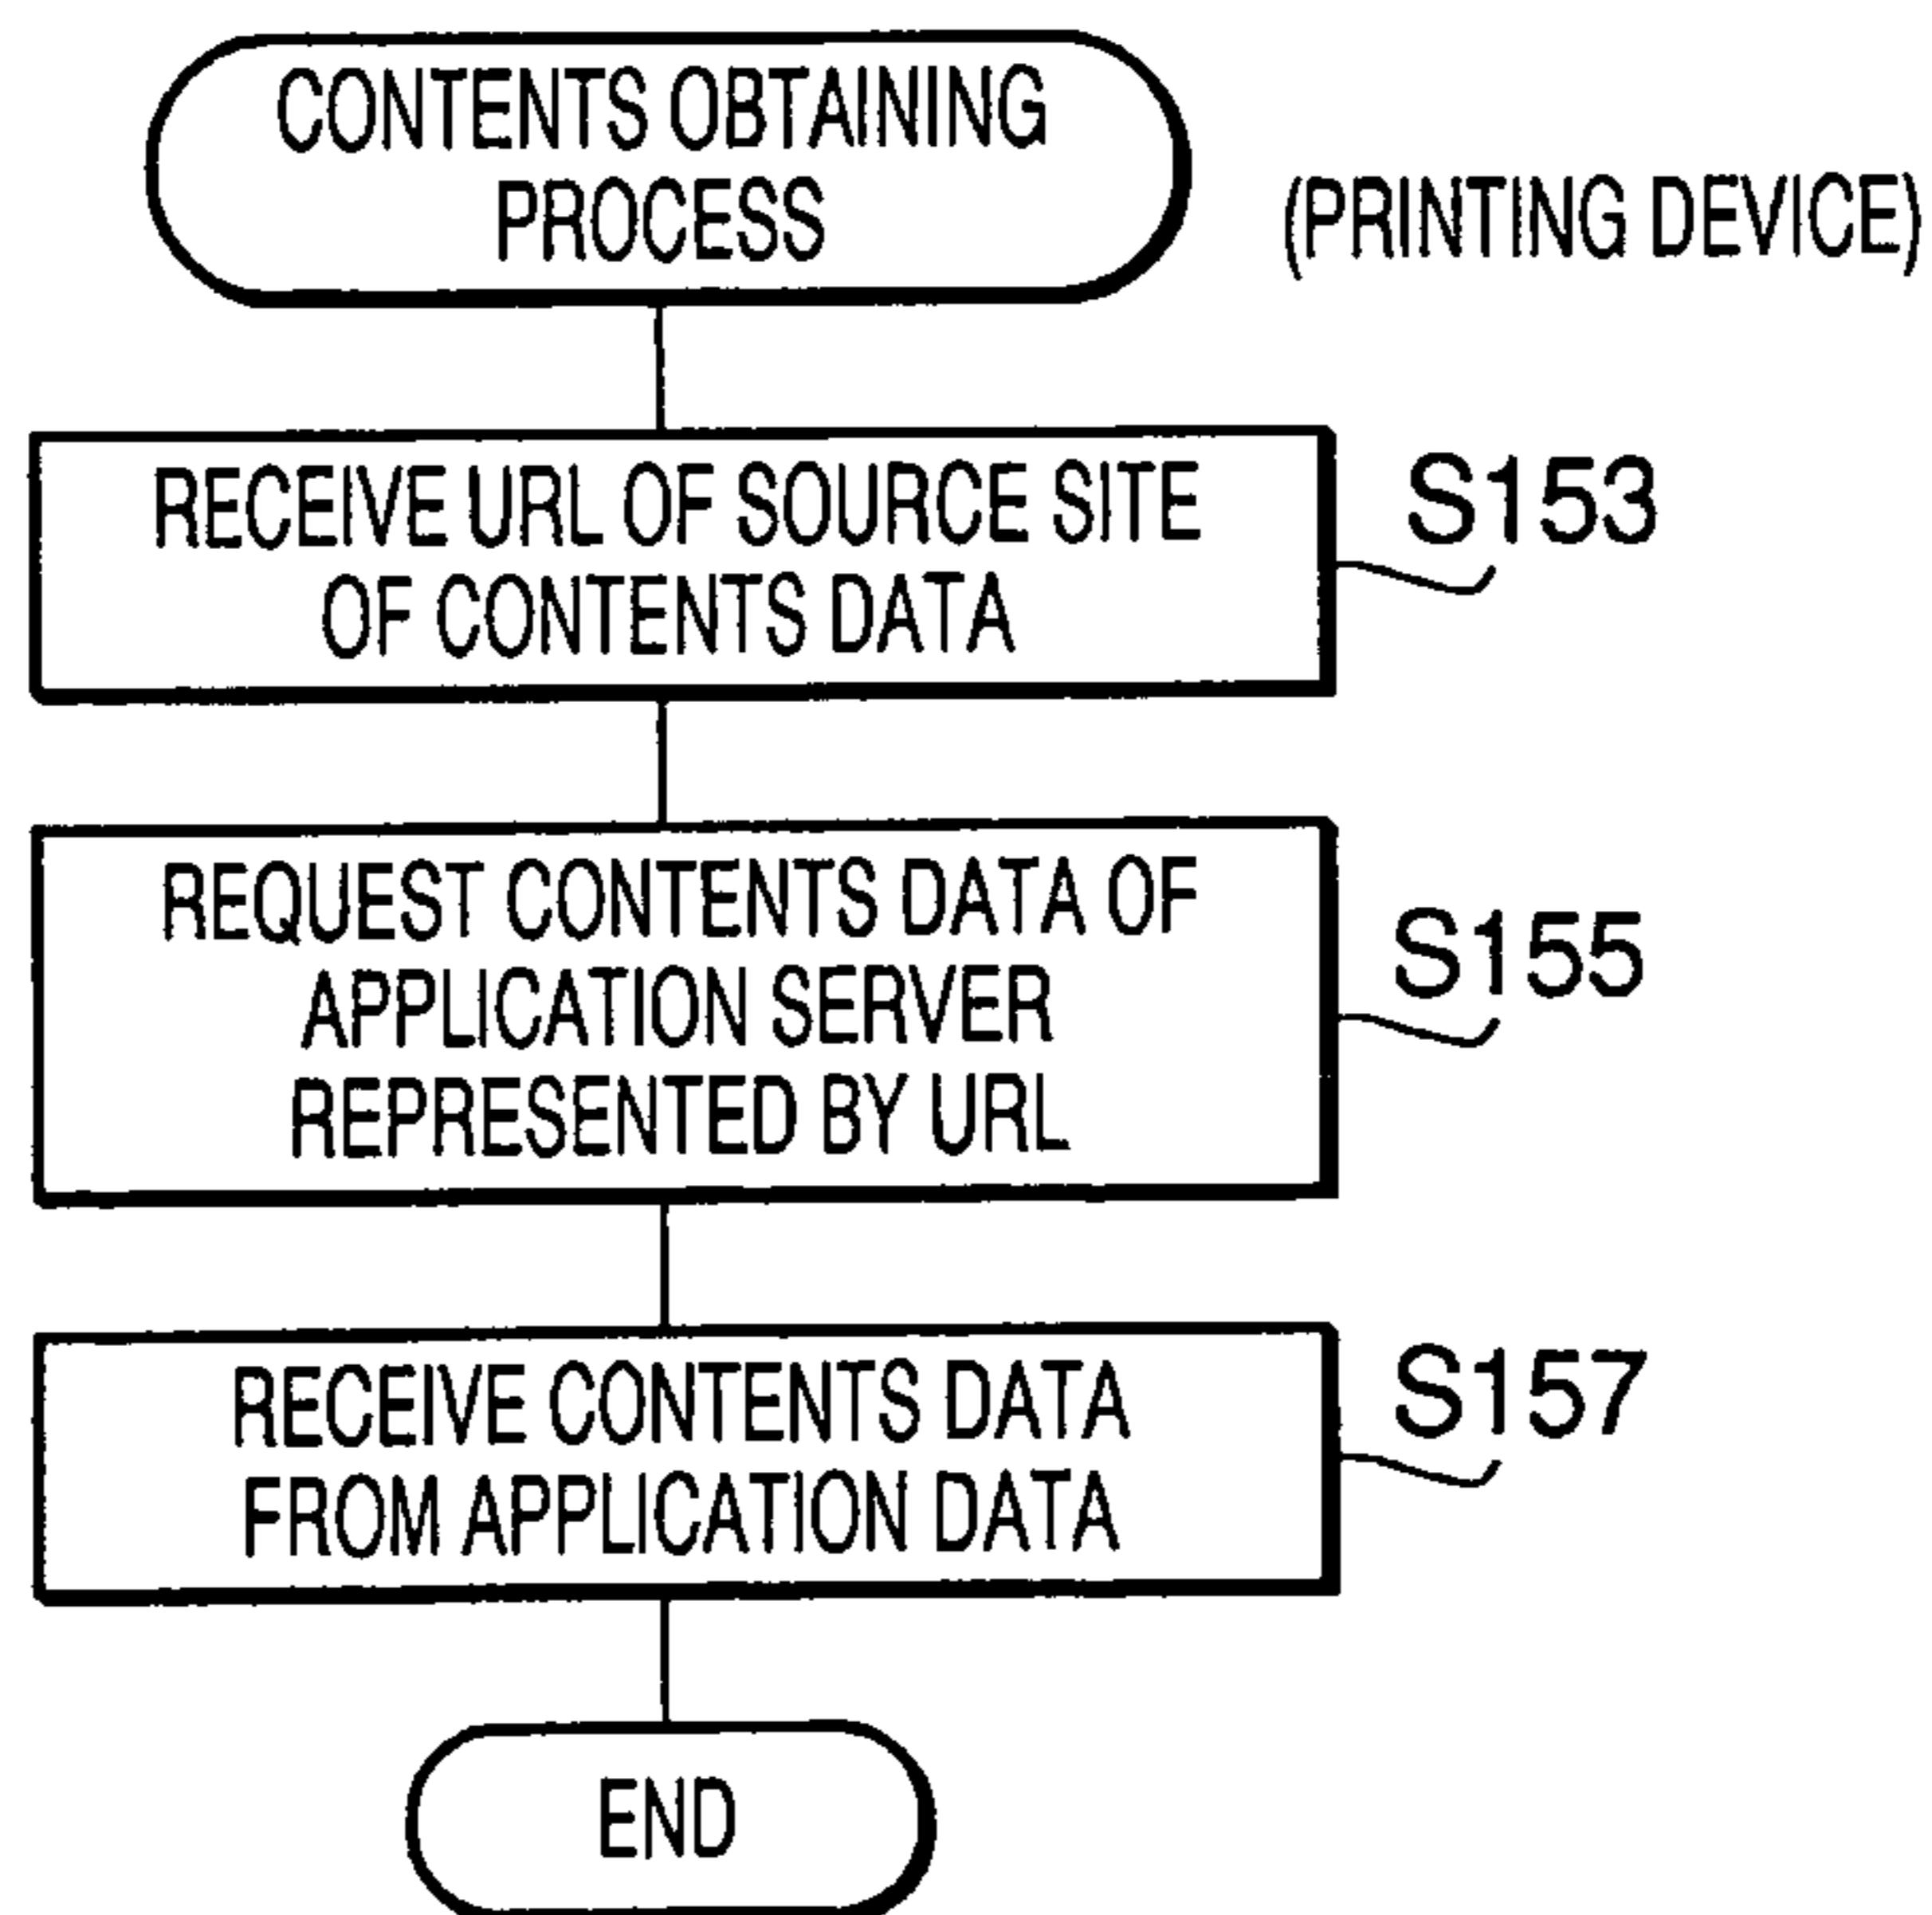 CONTENTS OBTAINING
PROCESS
(PRINTING DEVICE)
RECEIVE URL OF SOURCE SITE
OF CONTENTS DATA
S153
REQUEST CONTENTS DATA OF
APPLICATION SERVER
REPRESENTED BY URL
S155
RECEIVE CONTENTS DATA
FROM APPLICATION DATA
S157
END